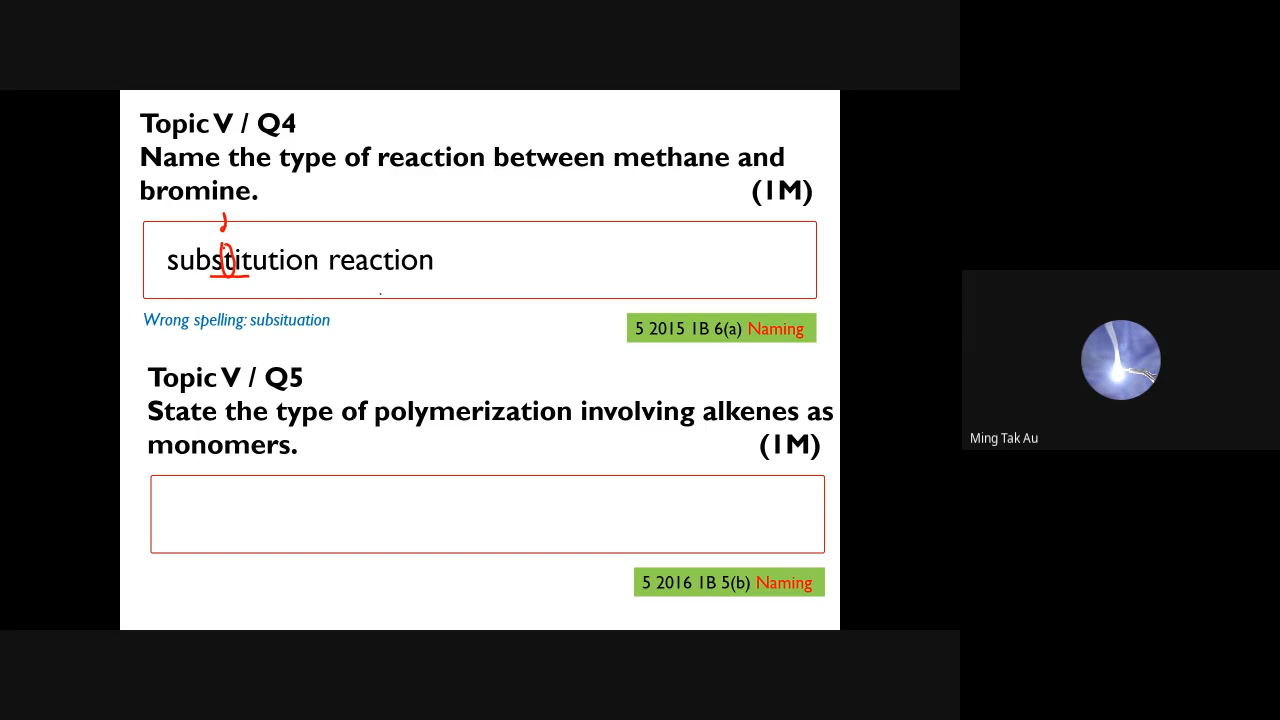 Topic V / Q4
Name the type of reaction between methane and
bromine. (1M)
substitution reaction
Wrong spelling: subsituation
5 2015 1B 6(a) Naming
Topic V / Q5
State the type of polymerization involving alkenes as
monomers. (1M)
5 2016 1B 5(b) Naming
Ming Tak Au